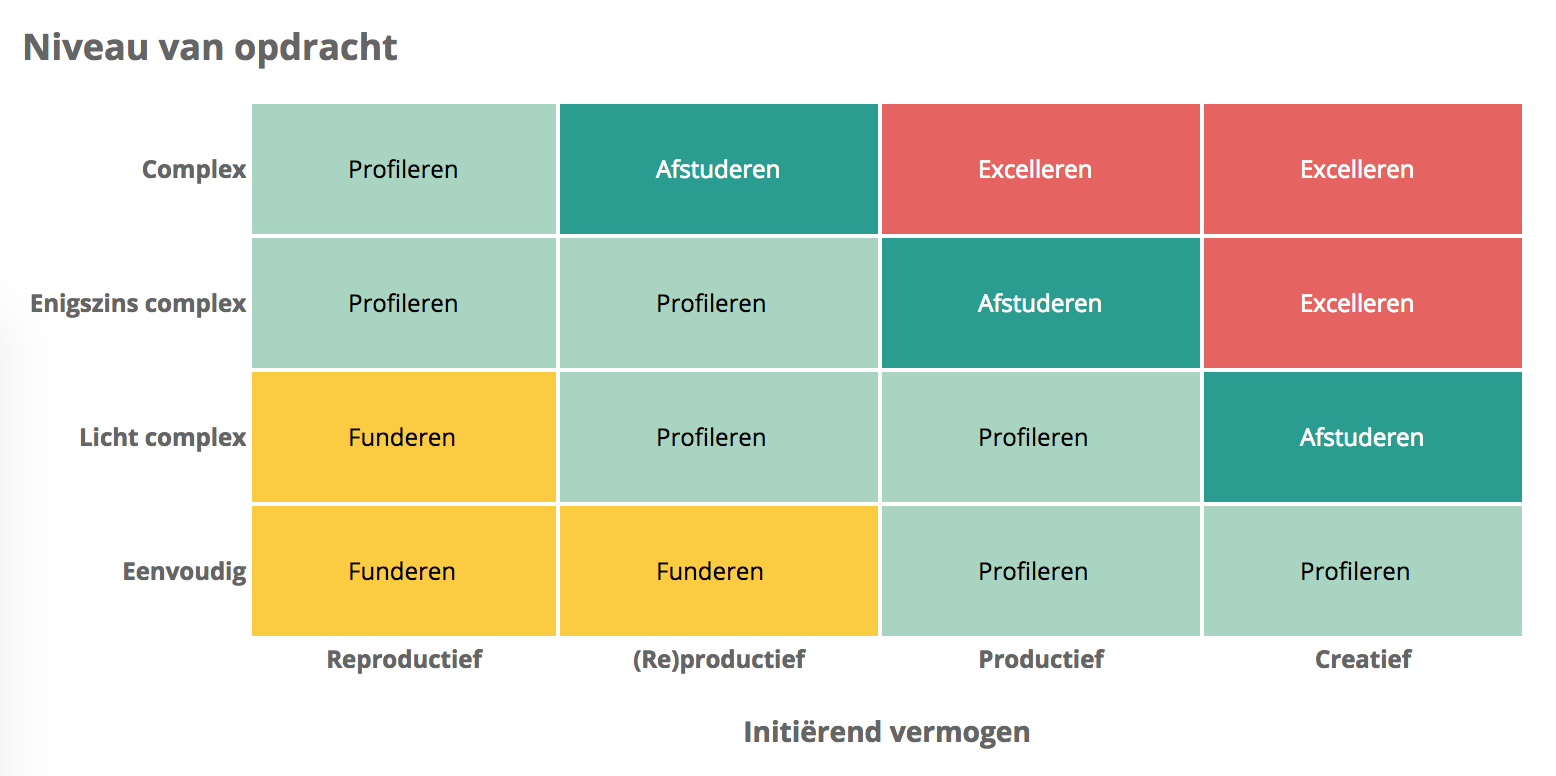 Niveau van opdracht
Complex Profileren Afstuderen Excelleren Excelleren
Enigszins complex Profileren Profileren Afstuderen Excelleren
Licht complex Funderen Profileren Profileren Afstuderen
Eenvoudig Funderen Funderen Profileren Profileren
Reproductief (Re)productief Productief Creatief
Initiërend vermogen